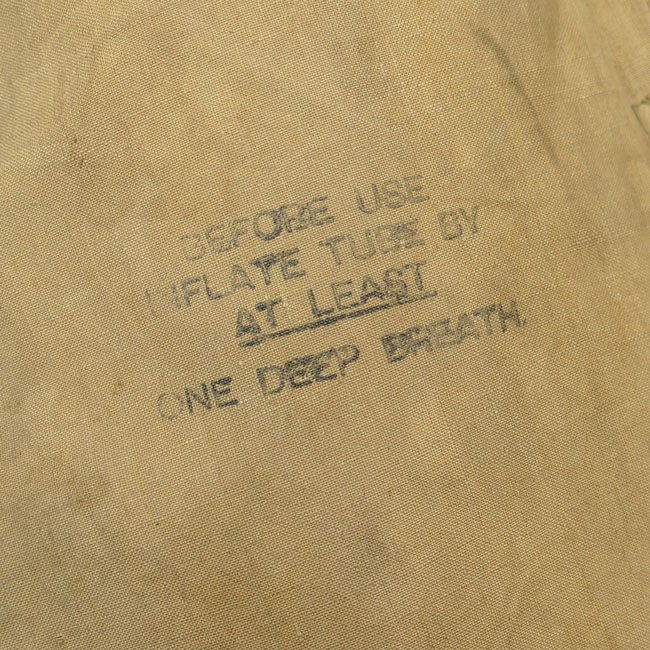 BEFORE USE
INFLATE TUBE BY
AT LEAST
ONE DEEP BREATH.